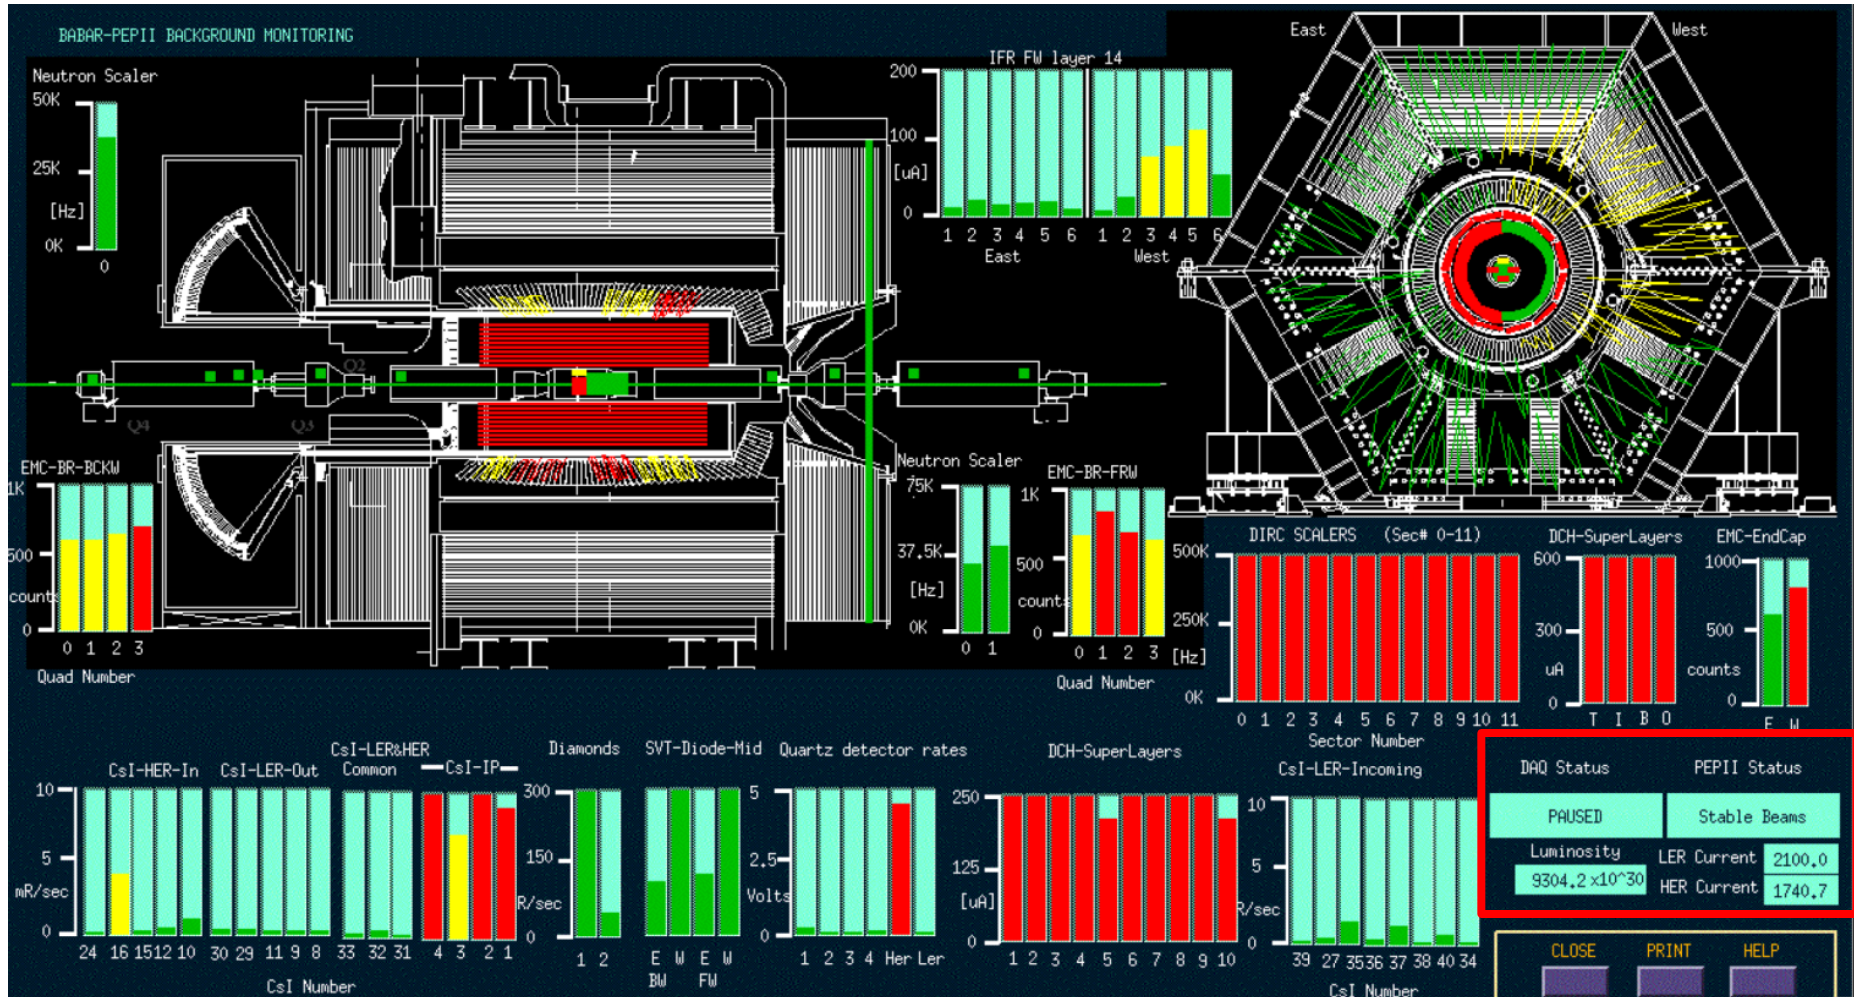 BABAR-PEPII BACKGROUND MONITORING
Neutron Scaler
50K
25K
[Hz]
0K
0
IFR FW layer 14
200
100
[uA]
0
1 2 3 4 5 6 1 2 3 4 5 6
East West
East West
Q2
Q4 Q3
EMC-BR-BCKW
1K
500
counts
0
0 1 2 3
Quad Number
Neutron Scaler
75K
37.5K
[Hz]
0K
0 1
EMC-BR-FRW
1K
500
counts
0
0 1 2 3
Quad Number
DIRC SCALERS (Sec# 0-11)
500K
250K
[Hz]
0K
0 1 2 3 4 5 6 7 8 9 10 11
Sector Number
DCH-SuperLayers
600
300
uA
0
T I B O
EMC-EndCap
1000
500
counts
0
E W
CsI-HER-In CsI-LER-Out
CsI-LER&HER
Common
CsI-IP
10
5
mR/sec
0
24 16 15 12 10 30 29 11 9 8 33 32 31 4 3 2 1
CsI Number
Diamonds
300
150
R/sec
0
1 2
SVT-Diode-Mid
E W E W
BW FW
Quartz detector rates
5
2.5
Volts
0
1 2 3 4 Her Ler
DCH-SuperLayers
250
125
[uA]
0
1 2 3 4 5 6 7 8 9 10
CsI-LER-Incoming
10
5
R/sec
0
39 27 35 36 37 38 40 34
CsI Number
DAQ Status PEPII Status
PAUSED Stable Beams
Luminosity
9304.2 x10^30
LER Current 2100.0
HER Current 1740.7
CLOSE PRINT HELP